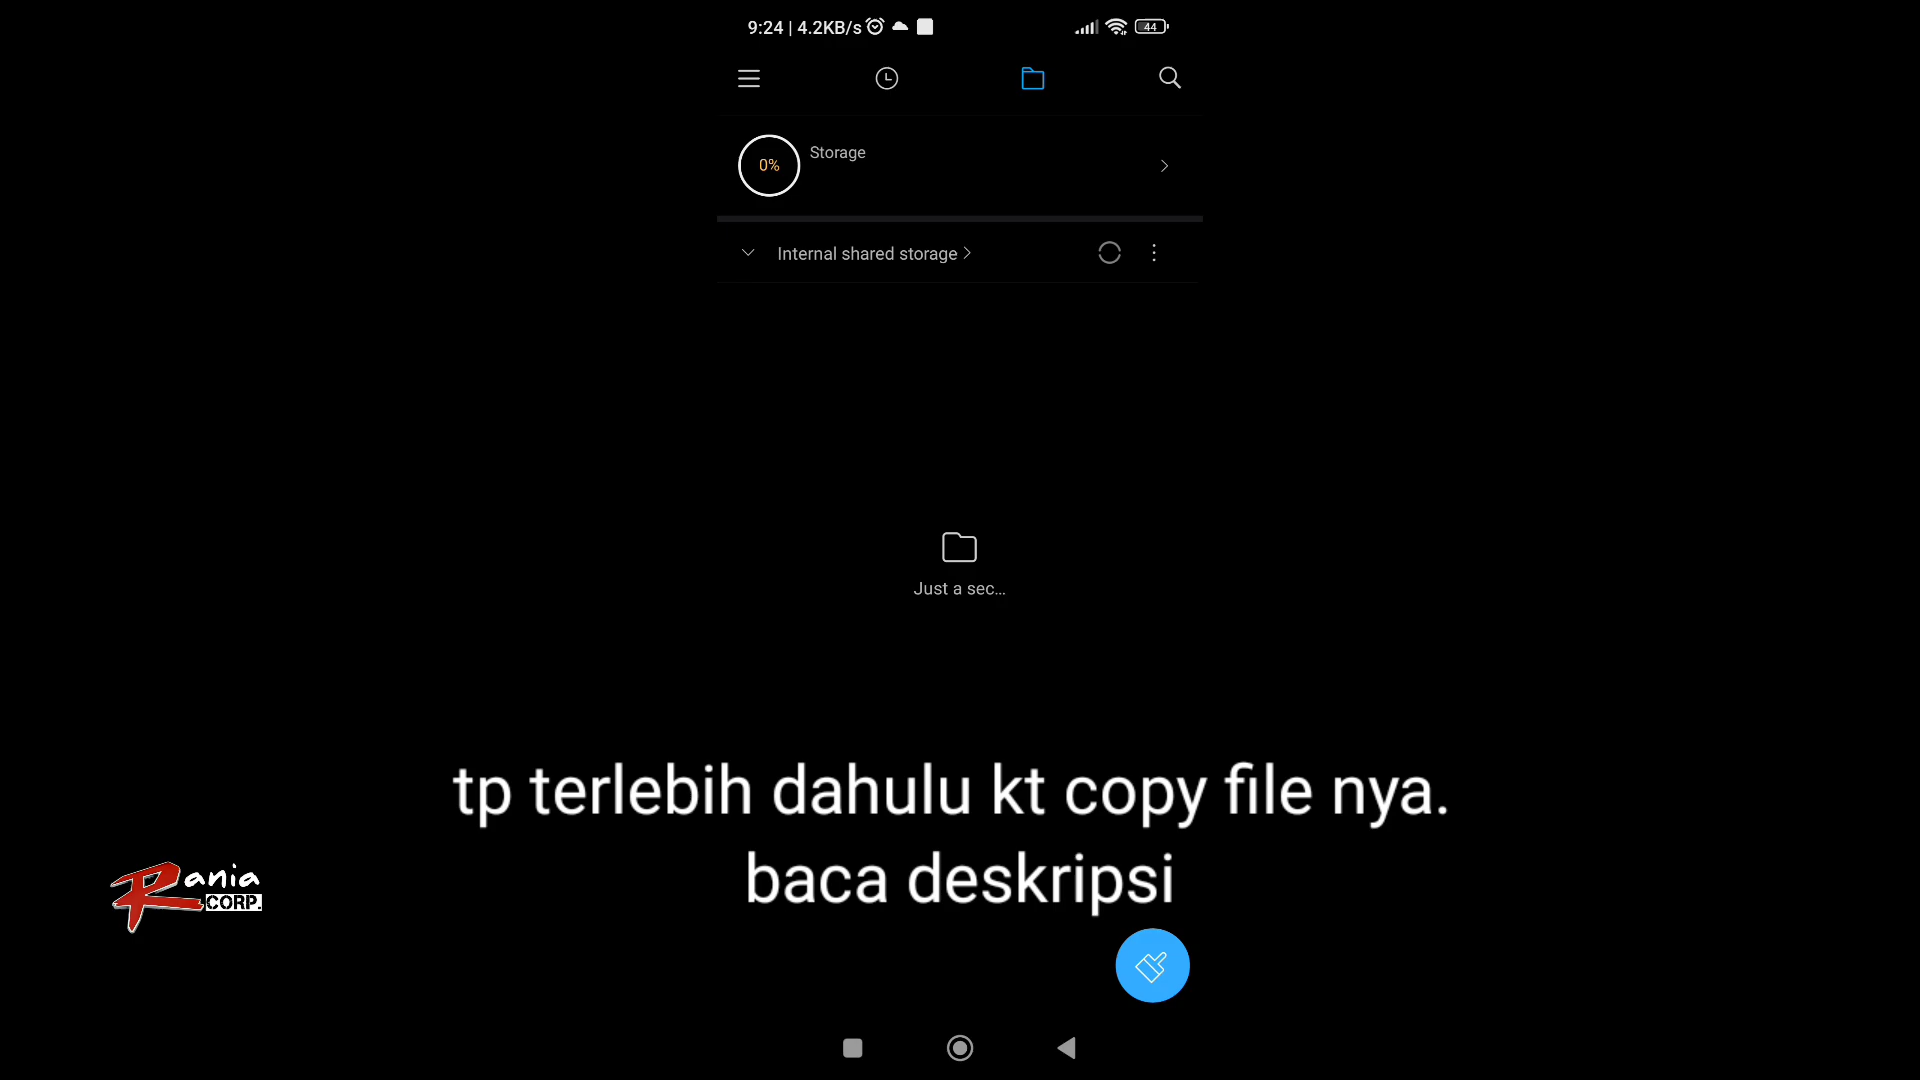 9:24 | 4.2KB/s
44
0%
Storage
Internal shared storage
Just a sec...
tp terlebih dahulu kt copy file nya.
baca deskripsi
Rania
CORP.